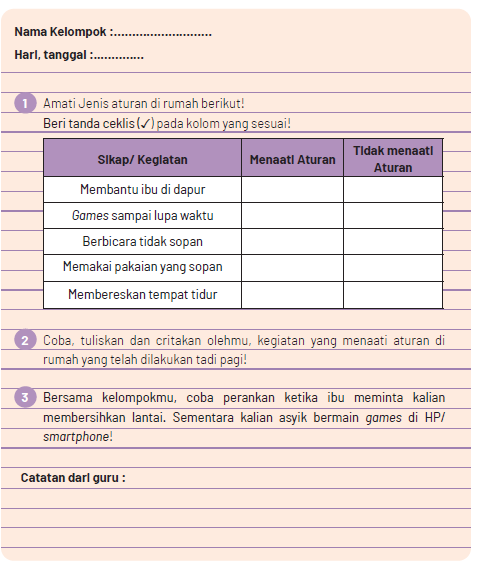 Nama Kelompok :...........................
Hari, tanggal :..............
1 Amati Jenis aturan di rumah berikut!
Beri tanda ceklis (✓) pada kolom yang sesuai!
Sikap/ Kegiatan Menaati Aturan Tidak menaati Aturan
Membantu ibu di dapur
Games sampai lupa waktu
Berbicara tidak sopan
Memakai pakaian yang sopan
Membereskan tempat tidur
2 Coba, tuliskan dan critakan olehmu, kegiatan yang menaati aturan di
rumah yang telah dilakukan tadi pagi!
3 Bersama kelompokmu, coba perankan ketika ibu meminta kalian
membersihkan lantai. Sementara kalian asyik bermain games di HP/
smartphone!
Catatan dari guru :